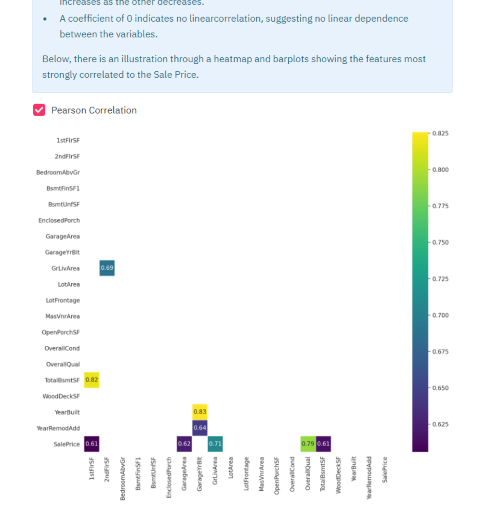 increases as the other decreases.
• A coefficient of 0 indicates no linearcorrelation, suggesting no linear dependence
between the variables.
Below, there is an illustration through a heatmap and barplots showing the features most
strongly correlated to the Sale Price.
Pearson Correlation
1stFlrSF
2ndFlrSF
BedroomAbvGr
BsmtFinSF1
BsmtUnfSF
EnclosedPorch
GarageArea
GarageYrBlt
GrLivArea 0.69
LotArea
LotFrontage
MasVnrArea
OpenPorchSF
OverallCond
OverallQual
TotalBsmtSF 0.82
WoodDeckSF
YearBuilt 0.83
YearRemodAdd 0.64
SalePrice 0.61 0.62 0.71 0.79 0.61
1stFlrSF
2ndFlrSF
BedroomAbvGr
BsmtFinSF1
BsmtUnfSF
EnclosedPorch
GarageArea
GarageYrBlt
GrLivArea
LotArea
LotFrontage
MasVnrArea
OpenPorchSF
OverallCond
OverallQual
TotalBsmtSF
WoodDeckSF
YearBuilt
YearRemodAdd
SalePrice
0.825
0.800
0.775
0.750
0.725
0.700
0.675
0.650
0.625